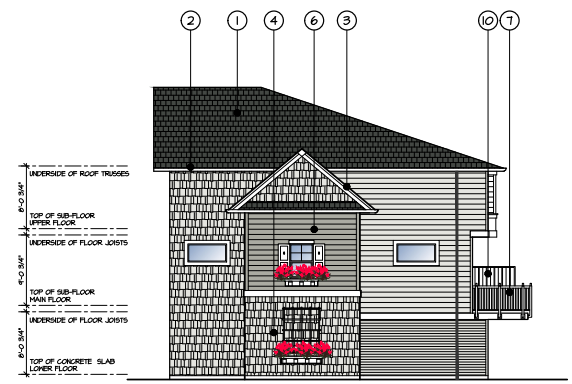 2 1 4 6 3 10 7
UNDERSIDE OF ROOF TRUSSES
8'-0 3/4"
TOP OF SUB-FLOOR
UPPER FLOOR
UNDERSIDE OF FLOOR JOISTS
9'-0 3/4"
TOP OF SUB-FLOOR
MAIN FLOOR
UNDERSIDE OF FLOOR JOISTS
8'-0 3/4"
TOP OF CONCRETE SLAB
LOWER FLOOR